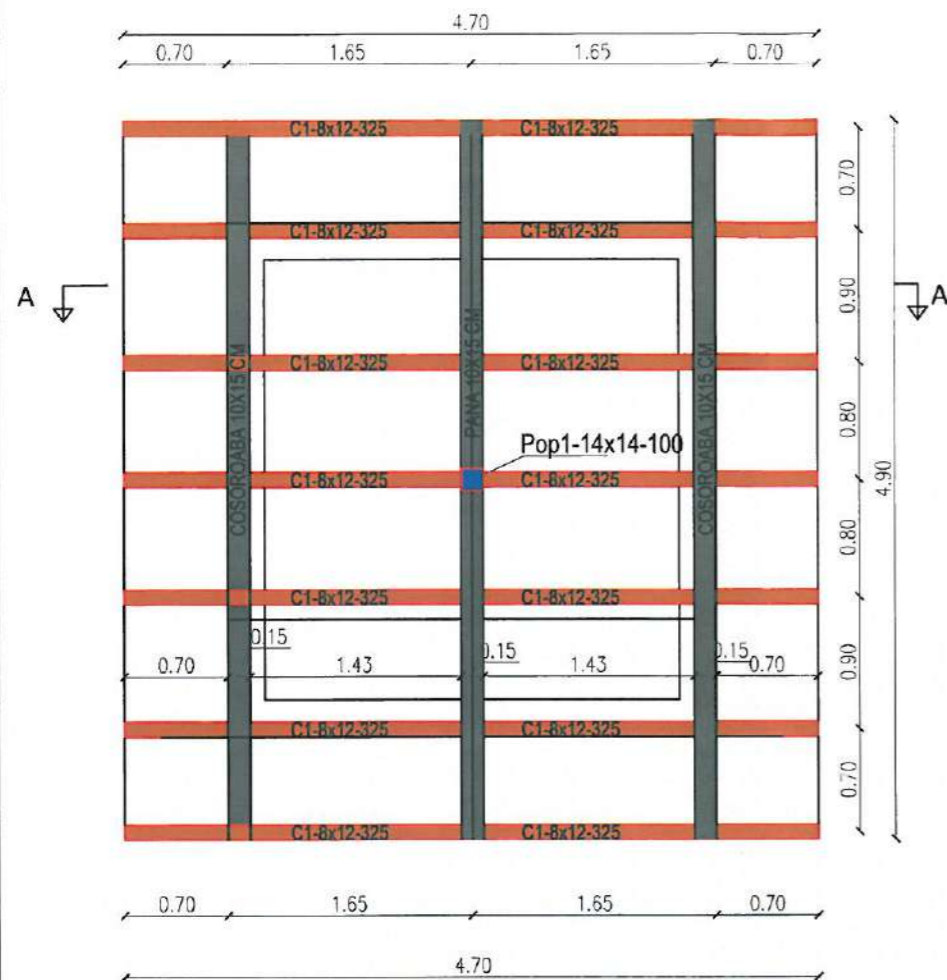 4.70
0.70 1.65 1.65 0.70
C1-8x12-325 C1-8x12-325
0.70
C1-8x12-325 C1-8x12-325
A A
0.90
C1-8x12-325 C1-8x12-325
COSOROABA 10X15 CM
PANA 10X15 CM
COSOROABA 10X15 CM
0.80
Pop1-14x14-100
C1-8x12-325 C1-8x12-325
4.90
0.80
C1-8x12-325 C1-8x12-325
0.15 0.15 0.15
0.70 1.43 1.43 0.70
0.90
C1-8x12-325 C1-8x12-325
0.70
C1-8x12-325 C1-8x12-325
0.70 1.65 1.65 0.70
4.70